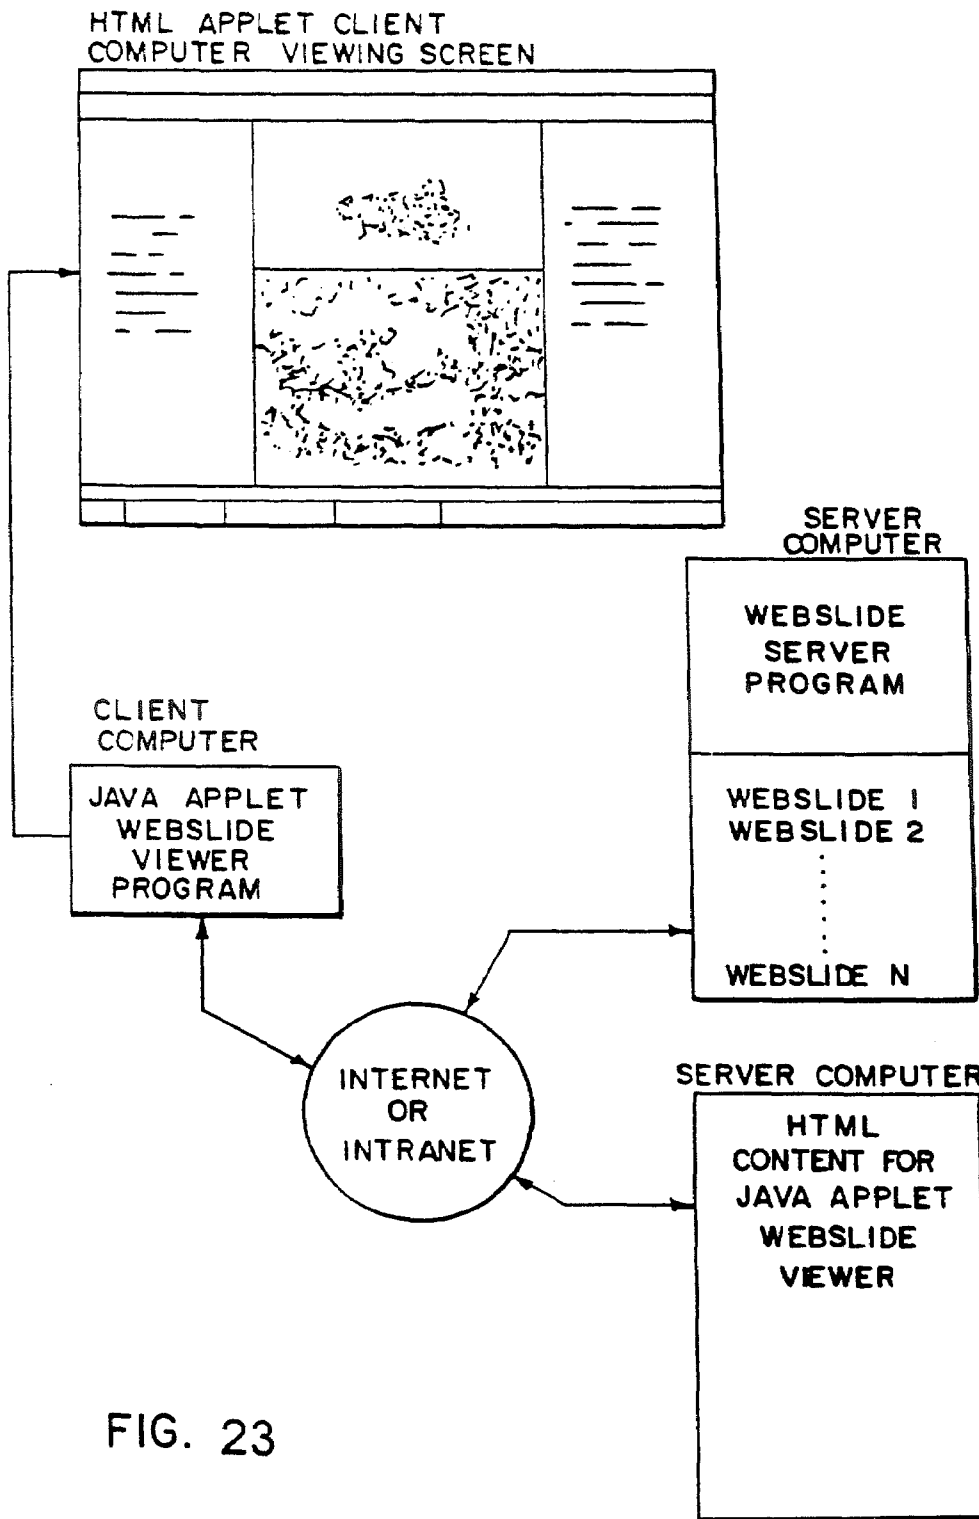 HTML APPLET CLIENT
COMPUTER VIEWING SCREEN
SERVER
COMPUTER
WEBSLIDE
SERVER
PROGRAM
WEBSLIDE 1
WEBSLIDE 2
WEBSLIDE N
CLIENT
COMPUTER
JAVA APPLET
WEBSLIDE
VIEWER
PROGRAM
INTERNET
OR
INTRANET
SERVER COMPUTER
HTML
CONTENT FOR
JAVA APPLET
WEBSLIDE
VIEWER
FIG. 23